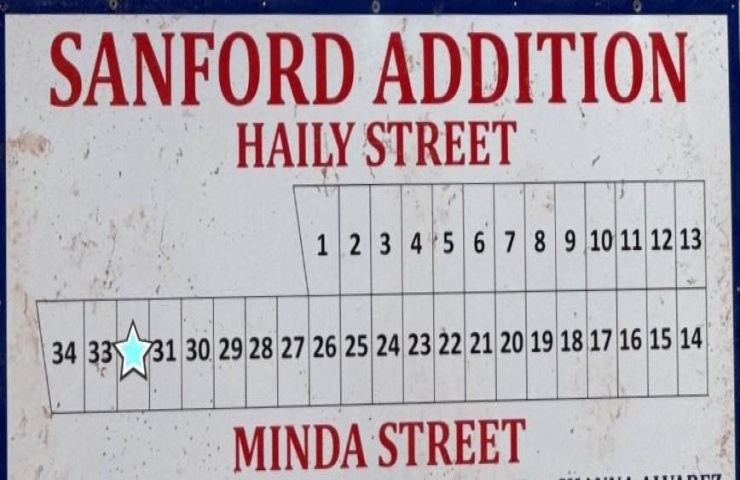 SANFORD ADDITION
HAILY STREET
1 2 3 4 5 6 7 8 9 10 11 12 13
34 33 31 30 29 28 27 26 25 24 23 22 21 20 19 18 17 16 15 14
MINDA STREET
ALVAREZ